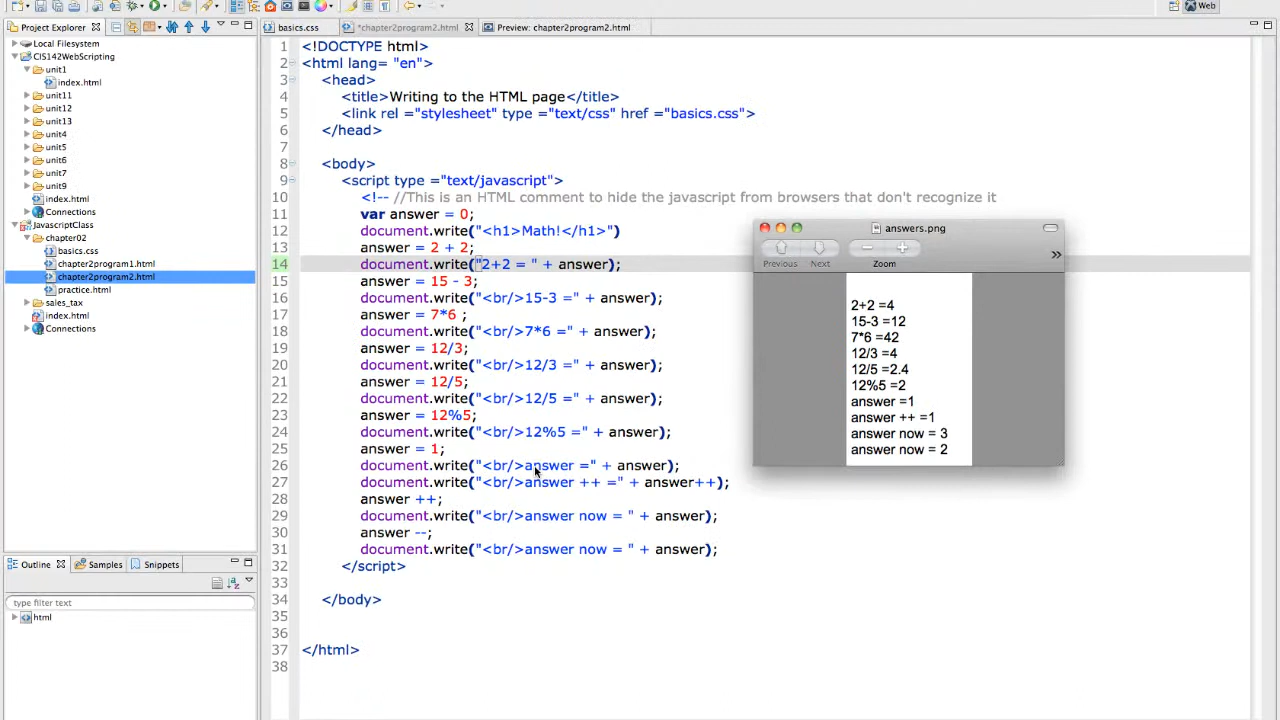 Web
Project Explorer
basics.css
*chapter2program2.html
Preview: chapter2program2.html
Local Filesystem
CIS142WebScripting
unit1
index.html
unit11
unit12
unit13
unit4
unit5
unit6
unit7
unit9
index.html
Connections
JavascriptClass
chapter02
basics.css
chapter2program1.html
chapter2program2.html
practice.html
sales_tax
index.html
Connections
Outline
Samples
Snippets
type filter text
html
1 <!DOCTYPE html>
2 <html lang= "en">
3 <head>
4 <title>Writing to the HTML page</title>
5 <link rel ="stylesheet" type ="text/css" href ="basics.css">
6 </head>
7
8 <body>
9 <script type ="text/javascript">
10 <!-- //This is an HTML comment to hide the javascript from browsers that don't recognize it
11 var answer = 0;
12 document.write("<h1>Math!</h1>")
13 answer = 2 + 2;
14 document.write("2+2 = " + answer);
15 answer = 15 - 3;
16 document.write("<br/>15-3 =" + answer);
17 answer = 7*6 ;
18 document.write("<br/>7*6 =" + answer);
19 answer = 12/3;
20 document.write("<br/>12/3 =" + answer);
21 answer = 12/5;
22 document.write("<br/>12/5 =" + answer);
23 answer = 12%5;
24 document.write("<br/>12%5 =" + answer);
25 answer = 1;
26 document.write("<br/>answer =" + answer);
27 document.write("<br/>answer ++ =" + answer++);
28 answer ++;
29 document.write("<br/>answer now = " + answer);
30 answer --;
31 document.write("<br/>answer now = " + answer);
32 </script>
33
34 </body>
35
36
37 </html>
38
answers.png
Previous
Next
Zoom
»
2+2 =4
15-3 =12
7*6 =42
12/3 =4
12/5 =2.4
12%5 =2
answer =1
answer ++ =1
answer now = 3
answer now = 2